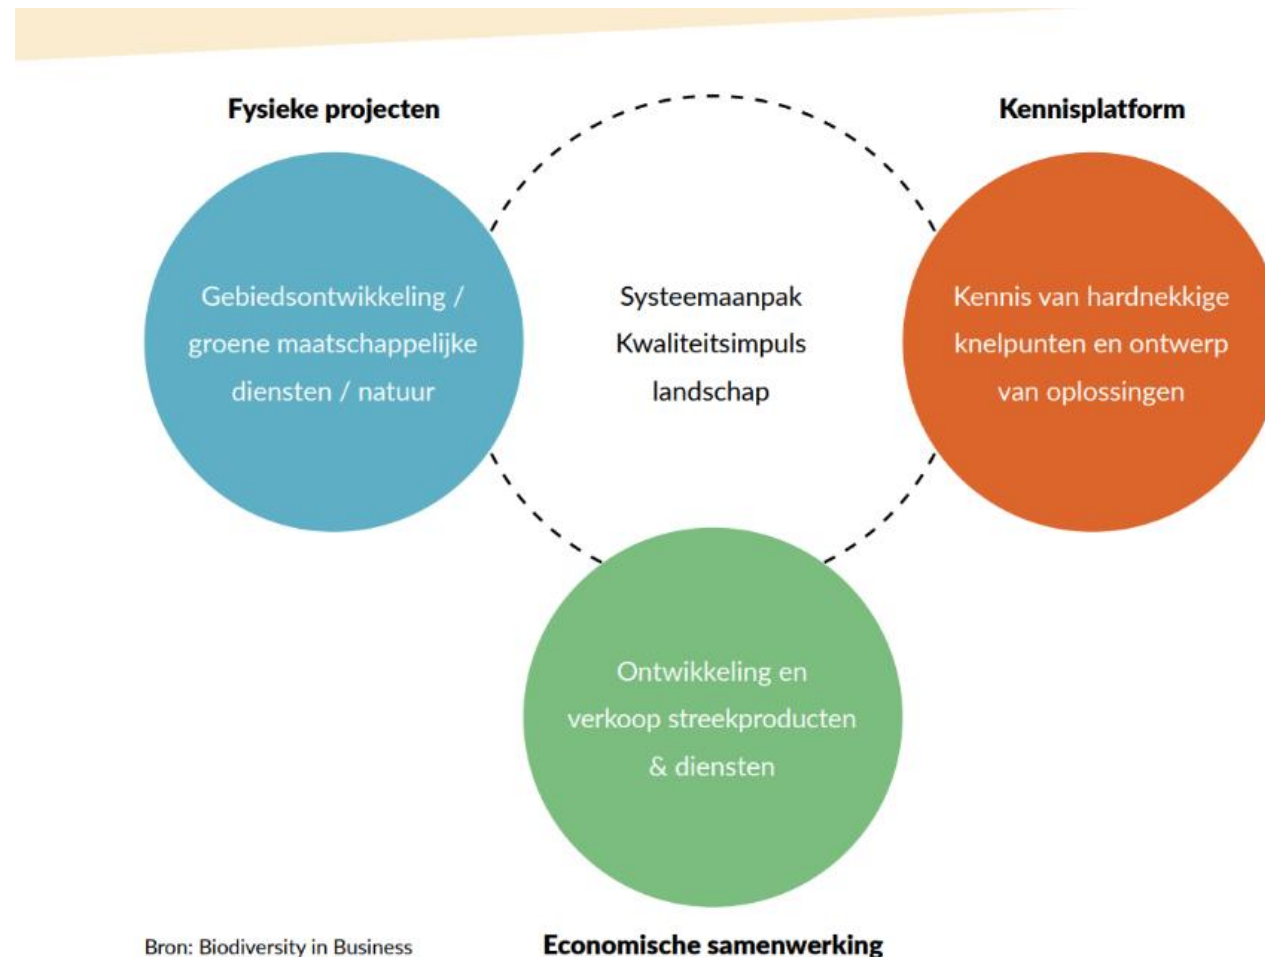 Fysieke projecten
Kennisplatform
Gebiedsontwikkeling /
groene maatschappelijke
diensten / natuur
Systeemaanpak
Kwaliteitsimpuls
landschap
Kennis van hardnekkige
knelpunten en ontwerp
van oplossingen
Ontwikkeling en
verkoop streekproducten
& diensten
Bron: Biodiversity in Business
Economische samenwerking